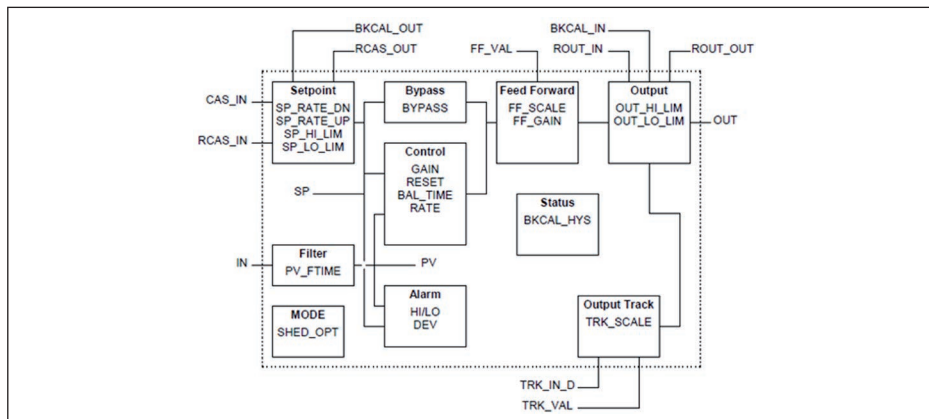 BKCAL_OUT
BKCAL_IN
RCAS_OUT
FF_VAL
ROUT_IN
ROUT_OUT
CAS_IN
RCAS_IN
Setpoint
SP_RATE_DN
SP_RATE_UP
SP_HI_LIM
SP_LO_LIM
Bypass
BYPASS
Feed Forward
FF_SCALE
FF_GAIN
Output
OUT_HI_LIM
OUT_LO_LIM
OUT
Control
GAIN
RESET
BAL_TIME
RATE
SP
Status
BKCAL_HYS
IN
Filter
PV_FTIME
PV
Alarm
HI/LO
DEV
MODE
SHED_OPT
Output Track
TRK_SCALE
TRK_IN_D
TRK_VAL